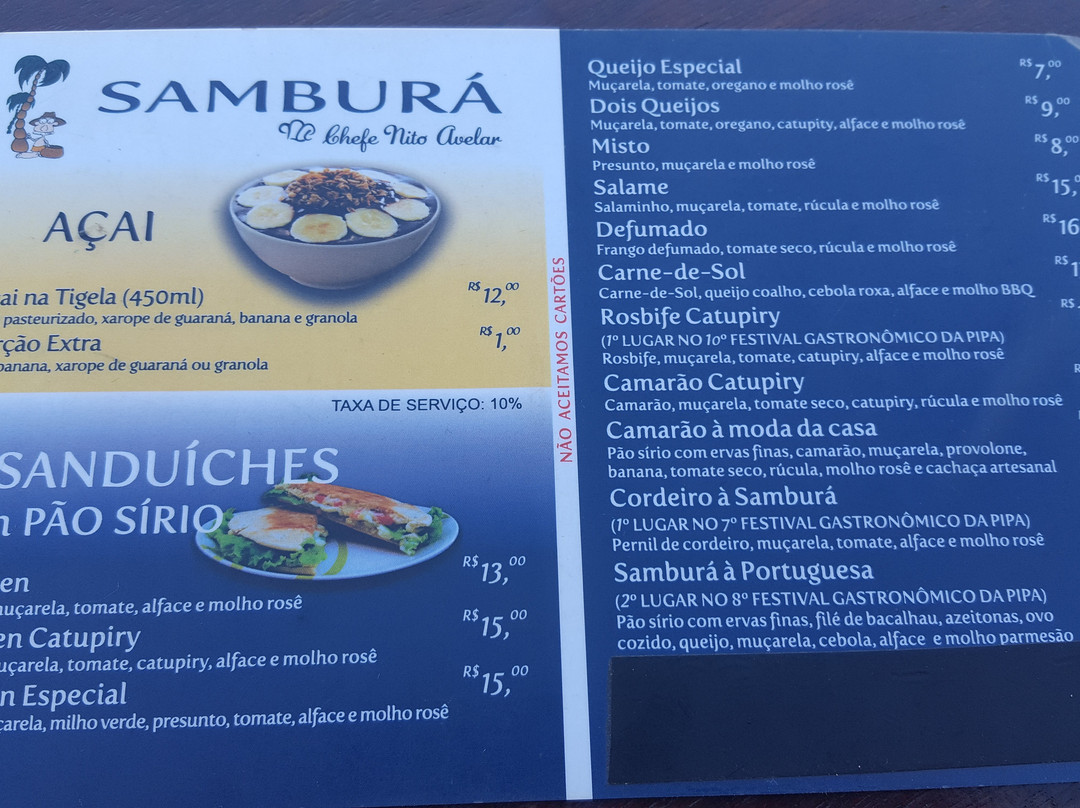 SAMBURÁ
Chefe Nito Avelar
AÇAI
na Tigela (450ml) R$ 12,00
pasteurizado, xarope de guaraná, banana e granola
Extra R$ 1,00
banana, xarope de guaraná ou granola
TAXA DE SERVIÇO: 10%
SANDUÍCHES
PÃO SÍRIO
R$ 13,00
muçarela, tomate, alface e molho rosê
Catupiry R$ 15,00
muçarela, tomate, catupiry, alface e molho rosê
Especial R$ 15,00
milho verde, presunto, tomate, alface e molho rosê
NÃO ACEITAMOS CARTÕES
Queijo Especial R$ 7,00
Muçarela, tomate, oregano e molho rosê
Dois Queijos R$ 9,00
Muçarela, tomate, oregano, catupity, alface e molho rosê
Misto R$ 8,00
Presunto, muçarela e molho rosê
Salame R$ 15,
Salaminho, muçarela, tomate, rúcula e molho rosê
Defumado R$ 16
Frango defumado, tomate seco, rúcula e molho rosê
Carne-de-Sol R$
Carne-de-Sol, queijo coalho, cebola roxa, alface e molho BBQ
Rosbife Catupiry R$
(1º LUGAR NO 10º FESTIVAL GASTRONÔMICO DA PIPA)
Rosbife, muçarela, tomate, catupiry, alface e molho rosê
Camarão Catupiry
Camarão, muçarela, tomate seco, catupiry, rúcula e molho rosê
Camarão à moda da casa
Pão sírio com ervas finas, camarão, muçarela, provolone,
banana, tomate seco, rúcula, molho rosê e cachaça artesanal
Cordeiro à Samburá
(1º LUGAR NO 7º FESTIVAL GASTRONÔMICO DA PIPA)
Pernil de cordeiro, muçarela, tomate, alface e molho rosê
Samburá à Portuguesa
(2º LUGAR NO 8º FESTIVAL GASTRONÔMICO DA PIPA)
Pão sírio com ervas finas, filé de bacalhau, azeitonas, ovo
cozido, queijo, muçarela, cebola, alface e molho parmesão